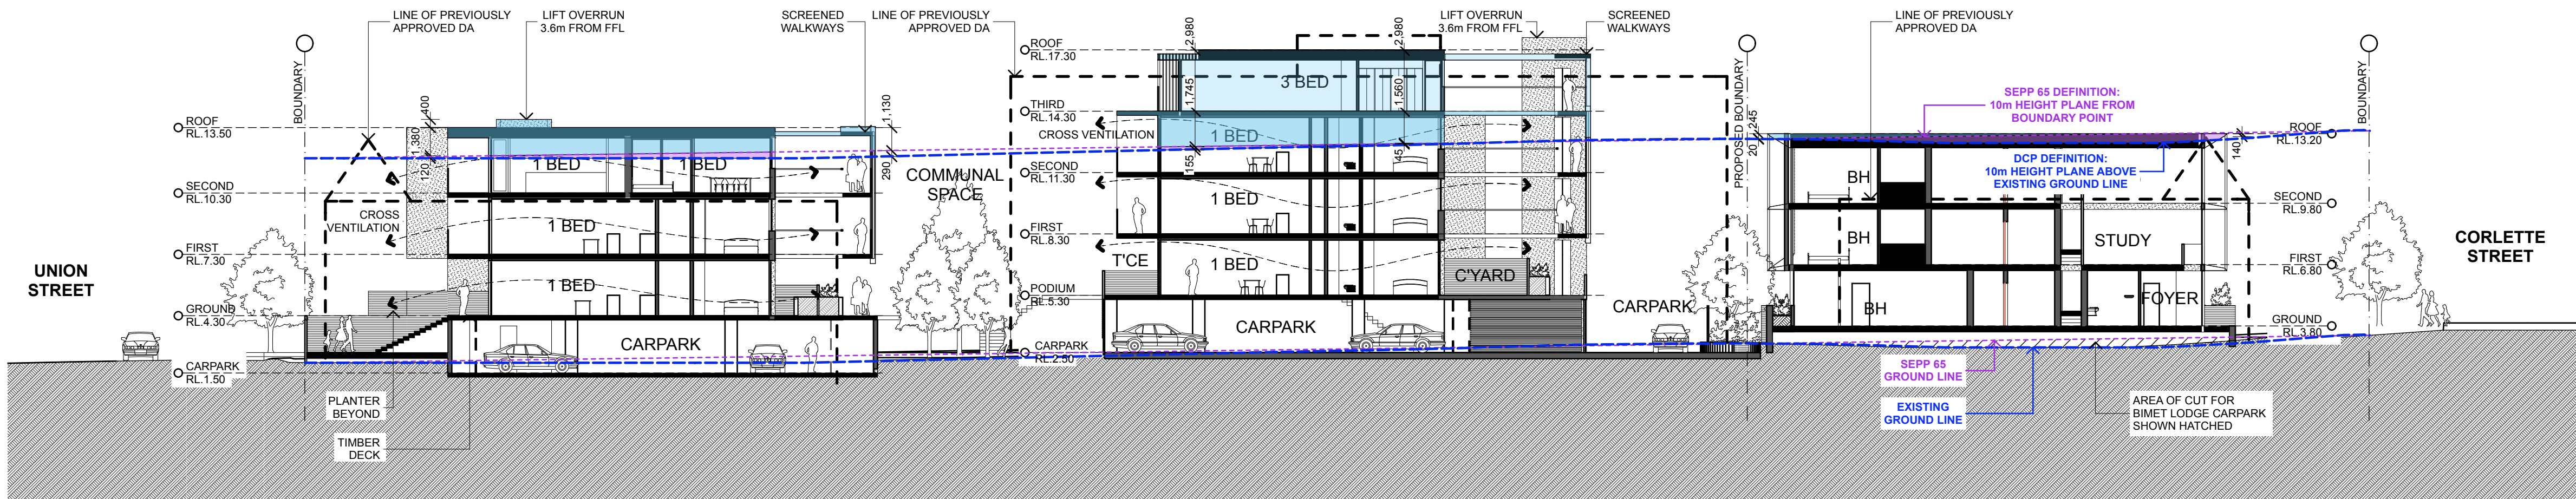 LINE OF PREVIOUSLY
APPROVED DA
LIFT OVERRUN
3.6m FROM FFL
SCREENED
WALKWAYS
LINE OF PREVIOUSLY
APPROVED DA
LIFT OVERRUN
3.6m FROM FFL
SCREENED
WALKWAYS
LINE OF PREVIOUSLY
APPROVED DA
BOUNDARY
ROOF
RL.13.50
SECOND
RL.10.30
FIRST
RL.7.30
GROUND
RL.4.30
CARPARK
RL.1.50
UNION
STREET
400
1,380
120
1,130
290
CROSS
VENTILATION
1 BED
1 BED
1 BED
1 BED
CARPARK
PLANTER
BEYOND
TIMBER
DECK
COMMUNAL
SPACE
ROOF
RL.17.30
THIRD
RL.14.30
CROSS VENTILATION
SECOND
RL.11.30
FIRST
RL.8.30
PODIUM
RL.5.30
CARPARK
RL.2.50
2,980
1,745
155
2,980
1,560
45
3 BED
1 BED
1 BED
1 BED
T'CE
C'YARD
CARPARK
CARPARK
PROPOSED BOUNDARY
245
20
SEPP 65 DEFINITION:
10m HEIGHT PLANE FROM
BOUNDARY POINT
DCP DEFINITION:
10m HEIGHT PLANE ABOVE
EXISTING GROUND LINE
BH
BH
BH
STUDY
FOYER
140
BOUNDARY
ROOF
RL.13.20
SECOND
RL.9.80
FIRST
RL.6.80
GROUND
RL.3.80
CORLETTE
STREET
SEPP 65
GROUND LINE
EXISTING
GROUND LINE
AREA OF CUT FOR
BIMET LODGE CARPARK
SHOWN HATCHED